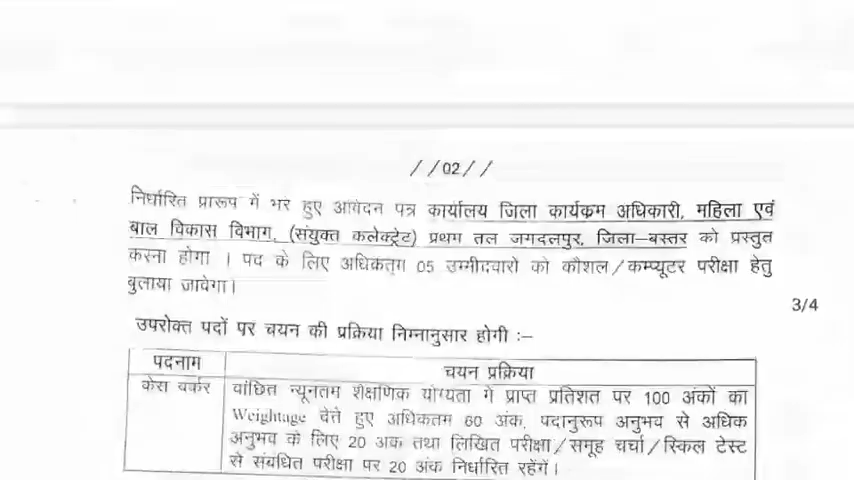 //02//
निर्धारित प्रारूप में भरे हुए आवेदन पत्र कार्यालय जिला कार्यक्रम अधिकारी, महिला एवं
बाल विकास विभाग, (संयुक्त कलेक्ट्रेट) प्रथम तल जगदलपुर, जिला–बस्तर को प्रस्तुत
करना होगा । पद के लिए अधिकतम 05 उम्मीदवारो को कौशल/कम्प्यूटर परीक्षा हेतु
बुलाया जावेगा।
3/4
उपरोक्त पदों पर चयन की प्रक्रिया निम्नानुसार होगी :–
पदनाम चयन प्रक्रिया
केस वर्कर वांछित न्यूनतम शैक्षणिक योग्यता में प्राप्त प्रतिशत पर 100 अंकों का
Weightage देते हुए अधिकतम 60 अंक, पदानुरूप अनुभव से अधिक
अनुभव के लिए 20 अंक तथा लिखित परीक्षा/समूह चर्चा/स्किल टेस्ट
से संबंधित परीक्षा पर 20 अंक निर्धारित रहेंगें।